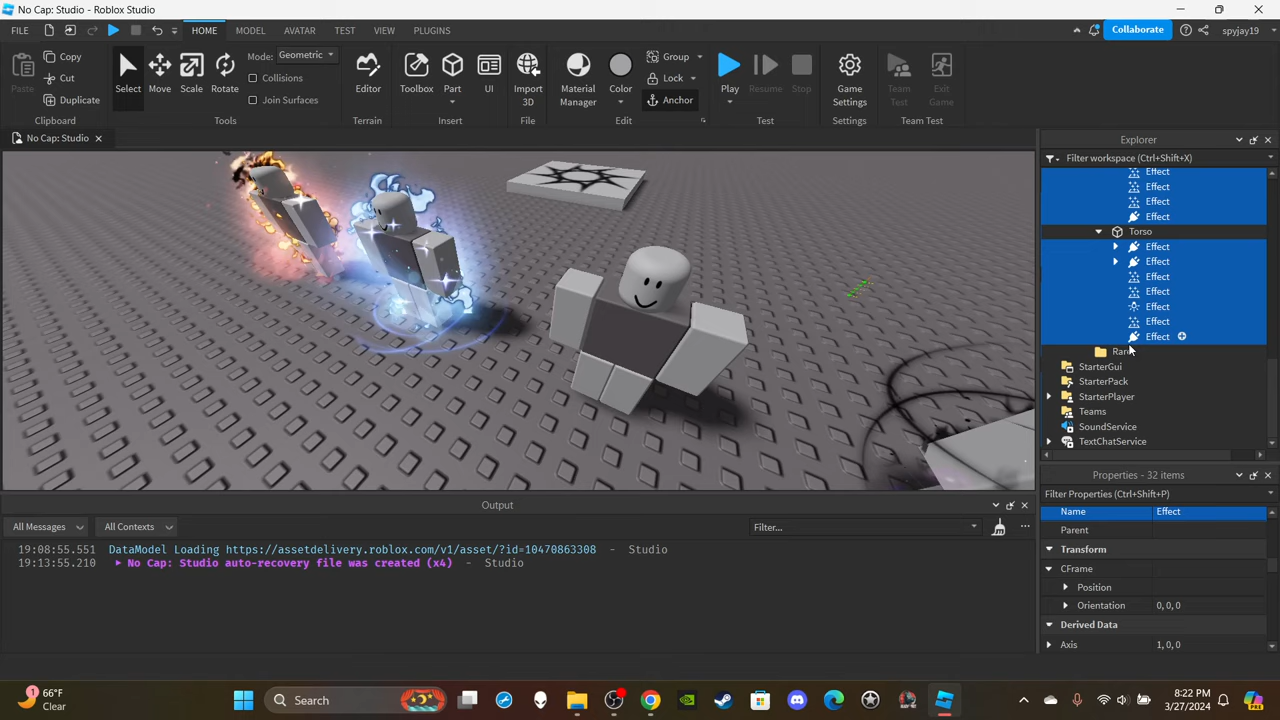 No Cap: Studio - Roblox Studio
FILE HOME MODEL AVATAR TEST VIEW PLUGINS Collaborate spyjay19
Paste Copy Cut Duplicate
Clipboard
Select Move Scale Rotate
Mode: Geometric
Collisions
Join Surfaces
Tools
Editor
Terrain
Toolbox Part UI
Insert
Import
3D
File
Material
Manager
Color
Group
Lock
Anchor
Edit
Play Resume Stop
Test
Game
Settings
Settings
Team
Test
Exit
Game
Team Test
No Cap: Studio
Explorer
Filter workspace (Ctrl+Shift+X)
Effect
Effect
Effect
Effect
Torso
Effect
Effect
Effect
Effect
Effect
Effect
Effect
StarterGui
StarterPack
StarterPlayer
Teams
SoundService
TextChatService
Properties - 32 items
Filter Properties (Ctrl+Shift+P)
Name Effect
Parent
Transform
CFrame
Position
Orientation 0, 0, 0
Derived Data
Axis 1, 0, 0
Output
All Messages All Contexts Filter...
19:08:55.551 DataModel Loading https://assetdelivery.roblox.com/v1/asset/?id=10470863308 - Studio
19:13:55.210 No Cap: Studio auto-recovery file was created (x4) - Studio
1
66°F
Clear
Search
8:22 PM
3/27/2024